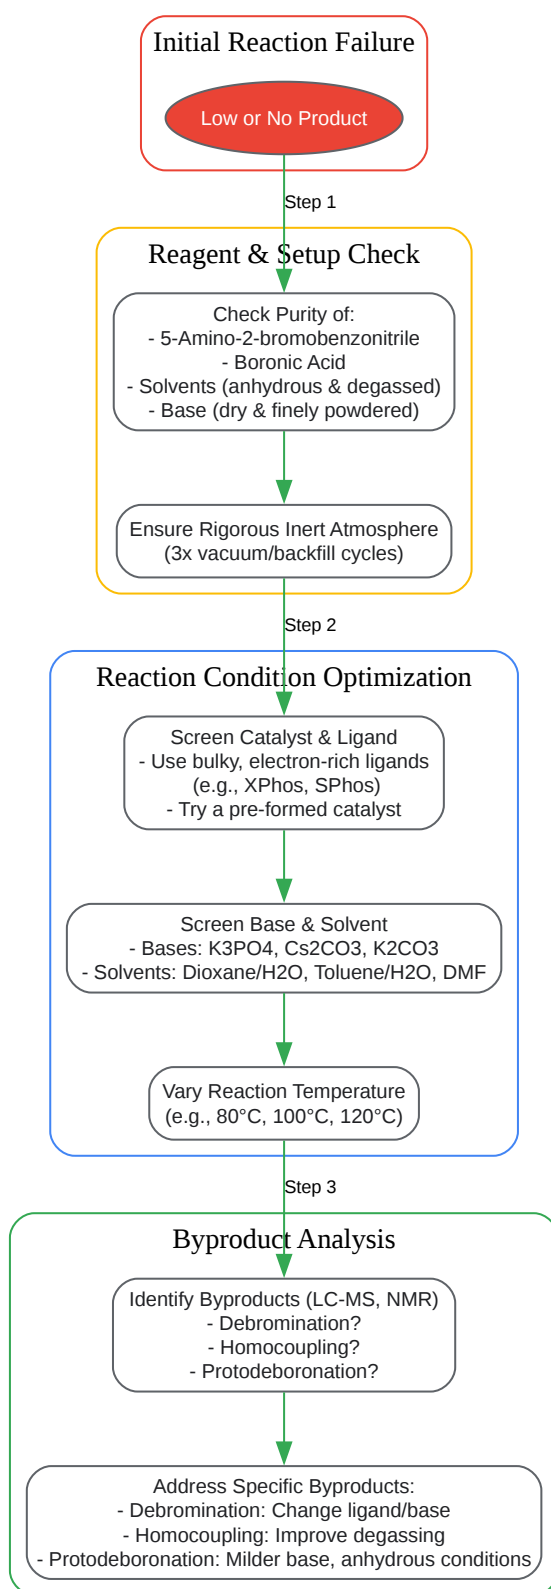 Initial Reaction Failure
Low or No Product
Step 1
Reagent & Setup Check
Check Purity of:
- 5-Amino-2-bromobenzonitrile
- Boronic Acid
- Solvents (anhydrous & degassed)
- Base (dry & finely powdered)
Ensure Rigorous Inert Atmosphere
(3x vacuum/backfill cycles)
Step 2
Reaction Condition Optimization
Screen Catalyst & Ligand
- Use bulky, electron-rich ligands
(e.g., XPhos, SPhos)
- Try a pre-formed catalyst
Screen Base & Solvent
- Bases: K3PO4, Cs2CO3, K2CO3
- Solvents: Dioxane/H2O, Toluene/H2O, DMF
Vary Reaction Temperature
(e.g., 80°C, 100°C, 120°C)
Step 3
Byproduct Analysis
Identify Byproducts (LC-MS, NMR)
- Debromination?
- Homocoupling?
- Protodeboronation?
Address Specific Byproducts:
- Debromination: Change ligand/base
- Homocoupling: Improve degassing
- Protodeboronation: Milder base, anhydrous conditions